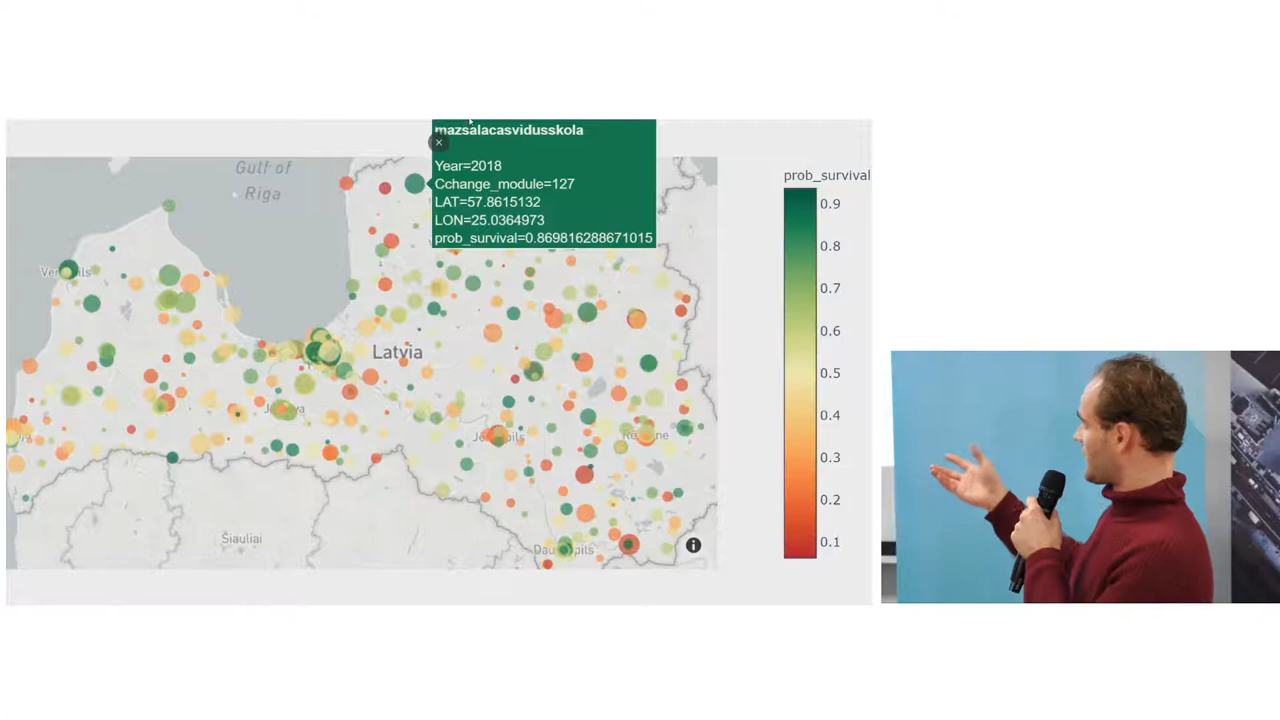 mazsalacasvidusskola
Year=2018
Cchange_module=127
LAT=57.8615132
LON=25.0364973
prob_survival=0.869816288671015
Gulf of
Riga
Latvia
Šiauliai
prob_survival
0.9
0.8
0.7
0.6
0.5
0.4
0.3
0.2
0.1